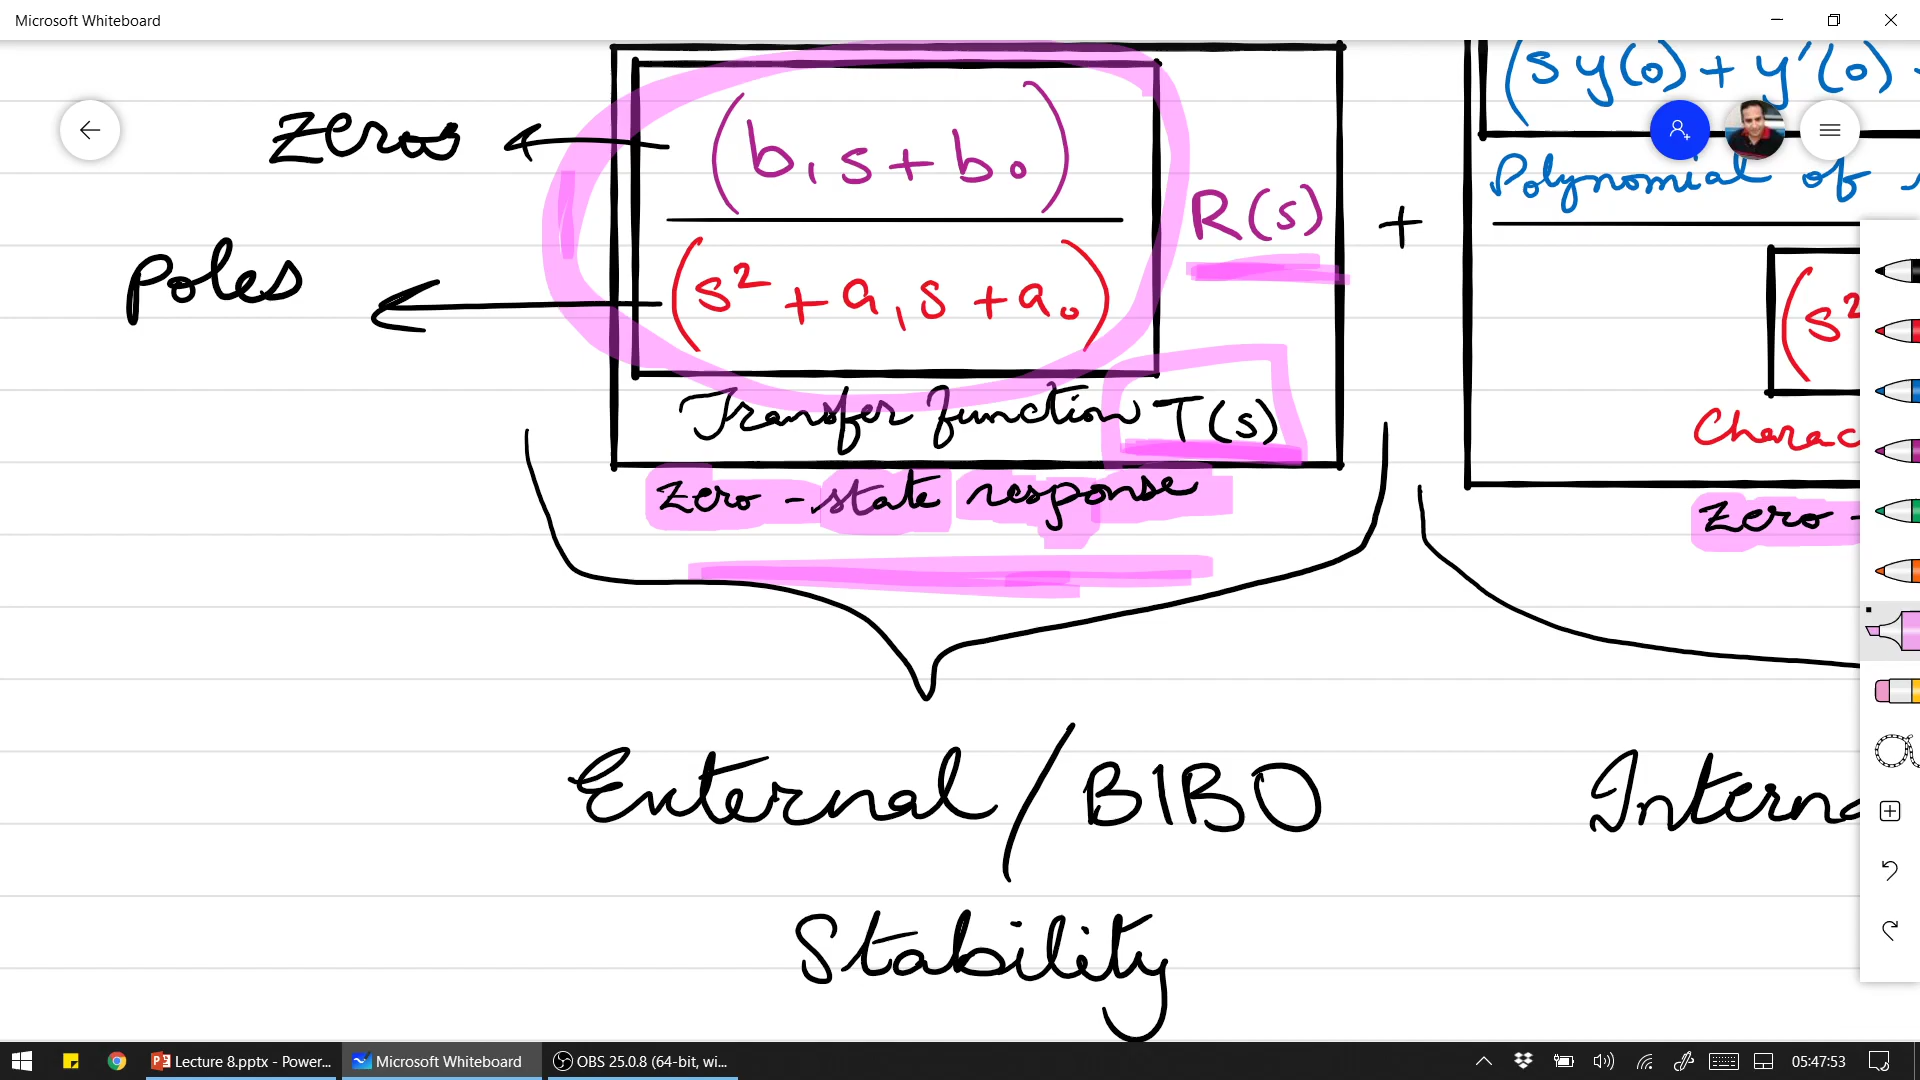 Microsoft Whiteboard
(s y(0) + y'(0)
zeros
(b₁s + b₀)
R(s)
+
Polynomial of
poles
(s² + a₁s + a₀)
(s²
Transfer function T(s)
Charac
Zero-state response
Zero-
External/BIBO
Interna
Stability
Lecture 8.pptx - Power...
Microsoft Whiteboard
OBS 25.0.8 (64-bit, wi...
05:47:53